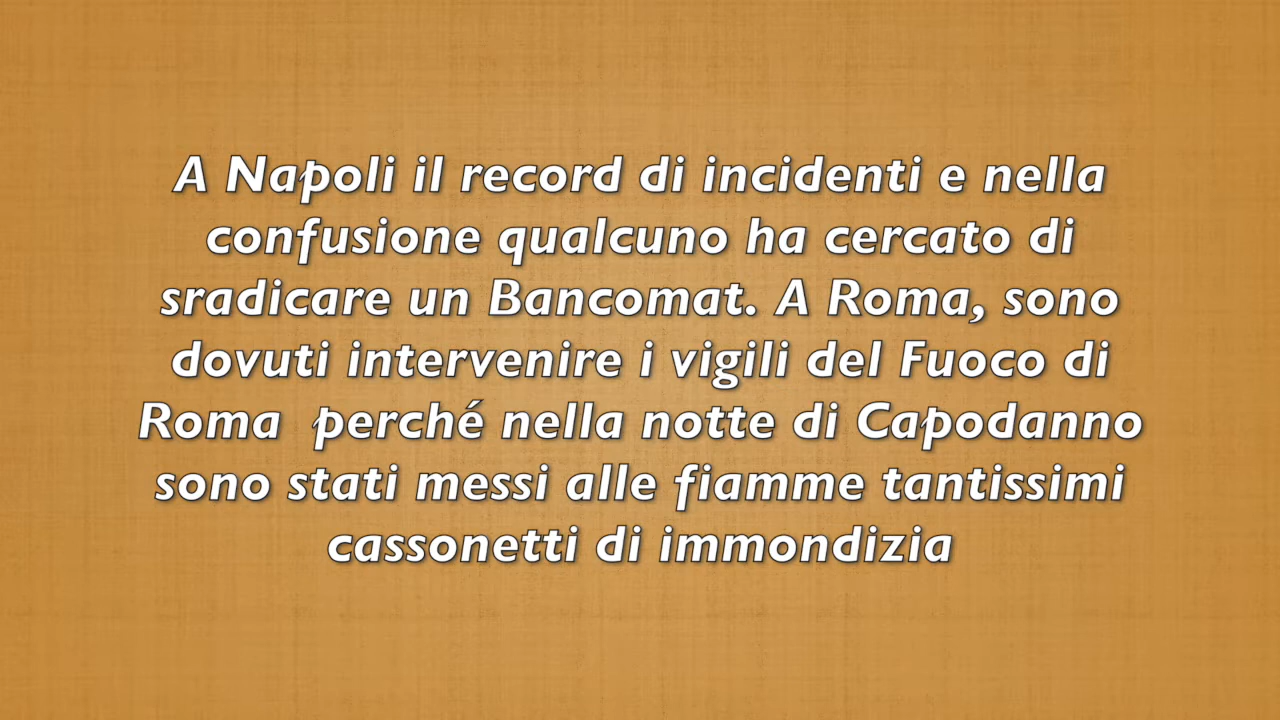 A Napoli il record di incidenti e nella
confusione qualcuno ha cercato di
sradicare un Bancomat. A Roma, sono
dovuti intervenire i vigili del Fuoco di
Roma  perché nella notte di Capodanno
sono stati messi alle fiamme tantissimi
cassonetti di immondizia